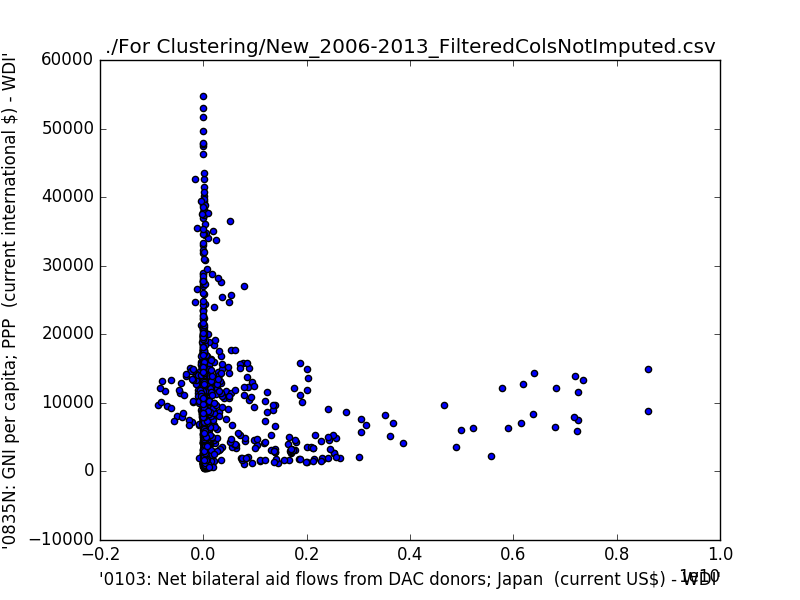 ./For Clustering/New_2006-2013_FilteredColsNotImputed.csv
'0835N: GNI per capita; PPP  (current international $) - WDI'
60000
50000
40000
30000
20000
10000
0
−10000
−0.2 0.0 0.2 0.4 0.6 0.8 1.0
1e10
'0103: Net bilateral aid flows from DAC donors; Japan  (current US$) - WDI'